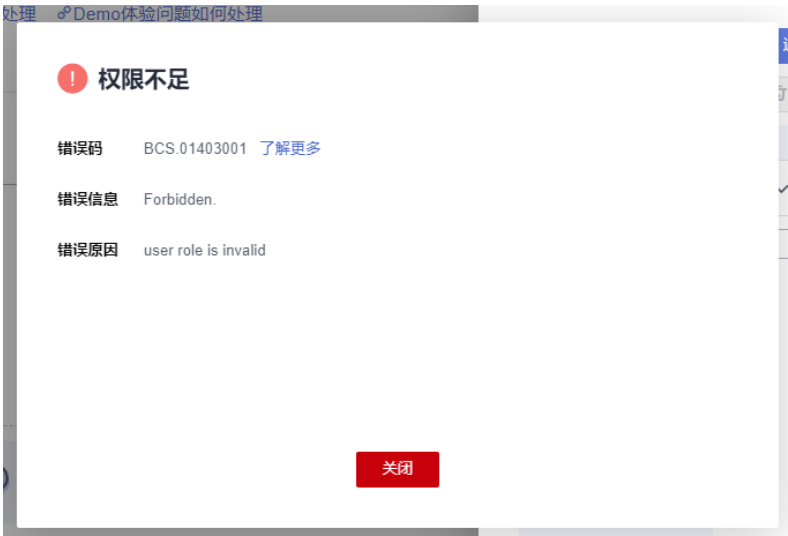 处理 Demo体验问题如何处理
权限不足
错误码 BCS.01403001 了解更多
错误信息 Forbidden.
错误原因 user role is invalid
关闭